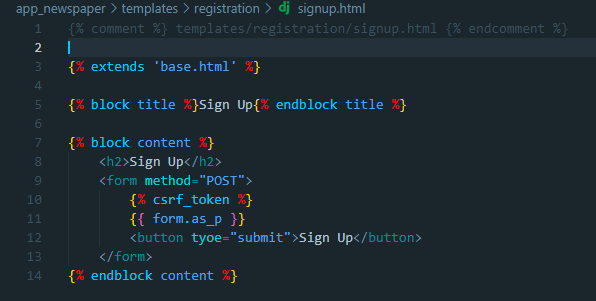 app_newspaper > templates > registration > dj signup.html
1 {% comment %} templates/registration/signup.html {% endcomment %}
2
3 {% extends 'base.html' %}
4
5 {% block title %}Sign Up{% endblock title %}
6
7 {% block content %}
8     <h2>Sign Up</h2>
9     <form method="POST">
10         {% csrf_token %}
11         {{ form.as_p }}
12         <button tyoe="submit">Sign Up</button>
13     </form>
14 {% endblock content %}